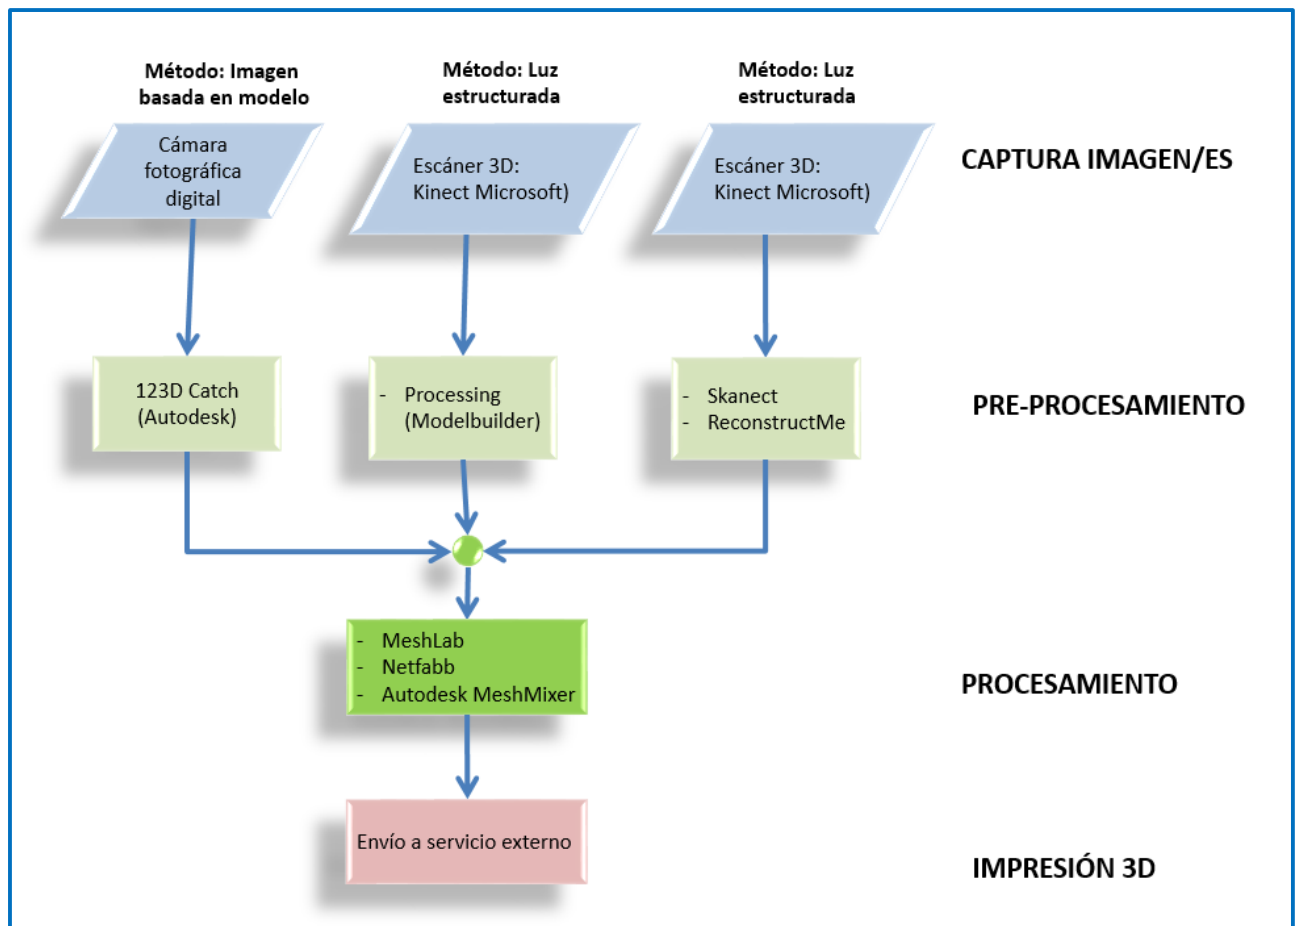 Método: Imagen
basada en modelo
Método: Luz
estructurada
Método: Luz
estructurada
Cámara
fotográfica
digital
Escáner 3D:
Kinect Microsoft)
Escáner 3D:
Kinect Microsoft)
CAPTURA IMAGEN/ES
123D Catch
(Autodesk)
- Processing
(Modelbuilder)
- Skanect
- ReconstructMe
PRE-PROCESAMIENTO
- MeshLab
- Netfabb
- Autodesk MeshMixer
PROCESAMIENTO
Envío a servicio externo
IMPRESIÓN 3D